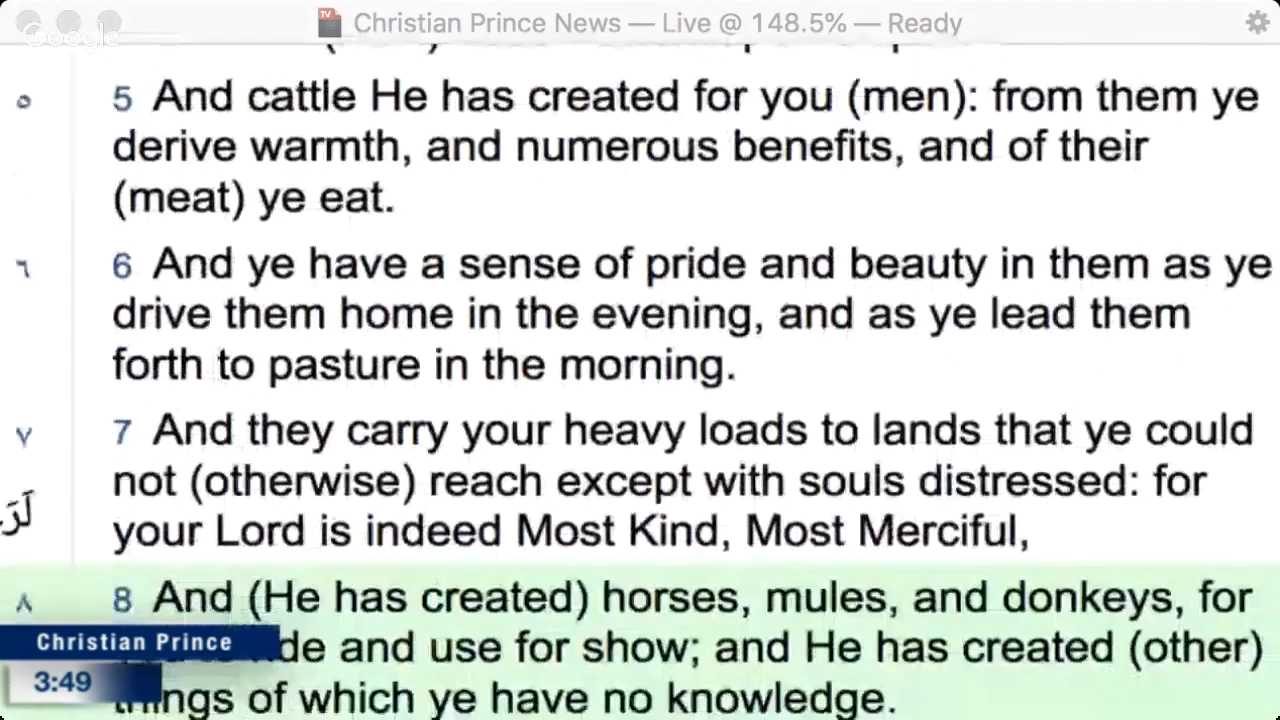 Christian Prince News — Live @ 148.5% — Ready
Google
٥ 5 And cattle He has created for you (men): from them ye
derive warmth, and numerous benefits, and of their
(meat) ye eat.
٦ 6 And ye have a sense of pride and beauty in them as ye
drive them home in the evening, and as ye lead them
forth to pasture in the morning.
٧ 7 And they carry your heavy loads to lands that ye could
not (otherwise) reach except with souls distressed: for
your Lord is indeed Most Kind, Most Merciful,
٨ 8 And (He has created) horses, mules, and donkeys, for
and use for show; and He has created (other)
things of which ye have no knowledge.
Christian Prince
3:49